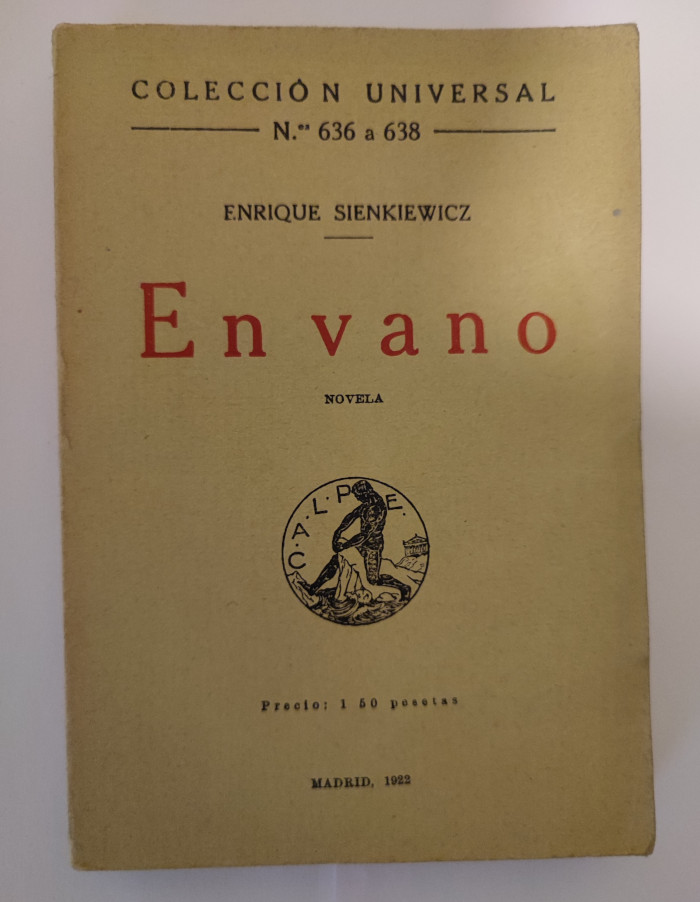 COLECCIÓN UNIVERSAL
N.os 636 a 638
ENRIQUE SIENKIEWICZ
En vano
NOVELA
C.A.L.P.E.
Precio: 1 50 pesetas
MADRID, 1922